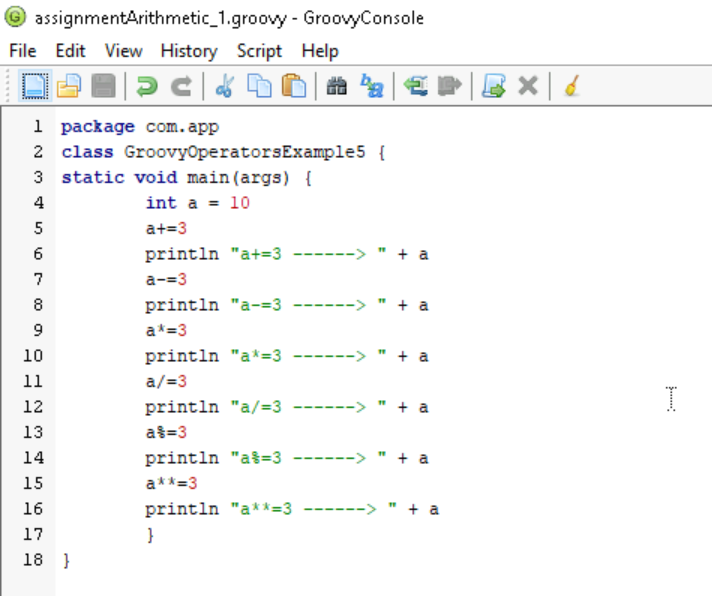 assignmentArithmetic_1.groovy - GroovyConsole
File Edit View History Script Help
1 package com.app
2 class GroovyOperatorsExample5 {
3 static void main(args) {
4 int a = 10
5 a+=3
6 println "a+=3 ------> " + a
7 a-=3
8 println "a-=3 ------> " + a
9 a*=3
10 println "a*=3 ------> " + a
11 a/=3
12 println "a/=3 ------> " + a
13 a%=3
14 println "a%=3 ------> " + a
15 a**=3
16 println "a**=3 ------> " + a
17 }
18 }